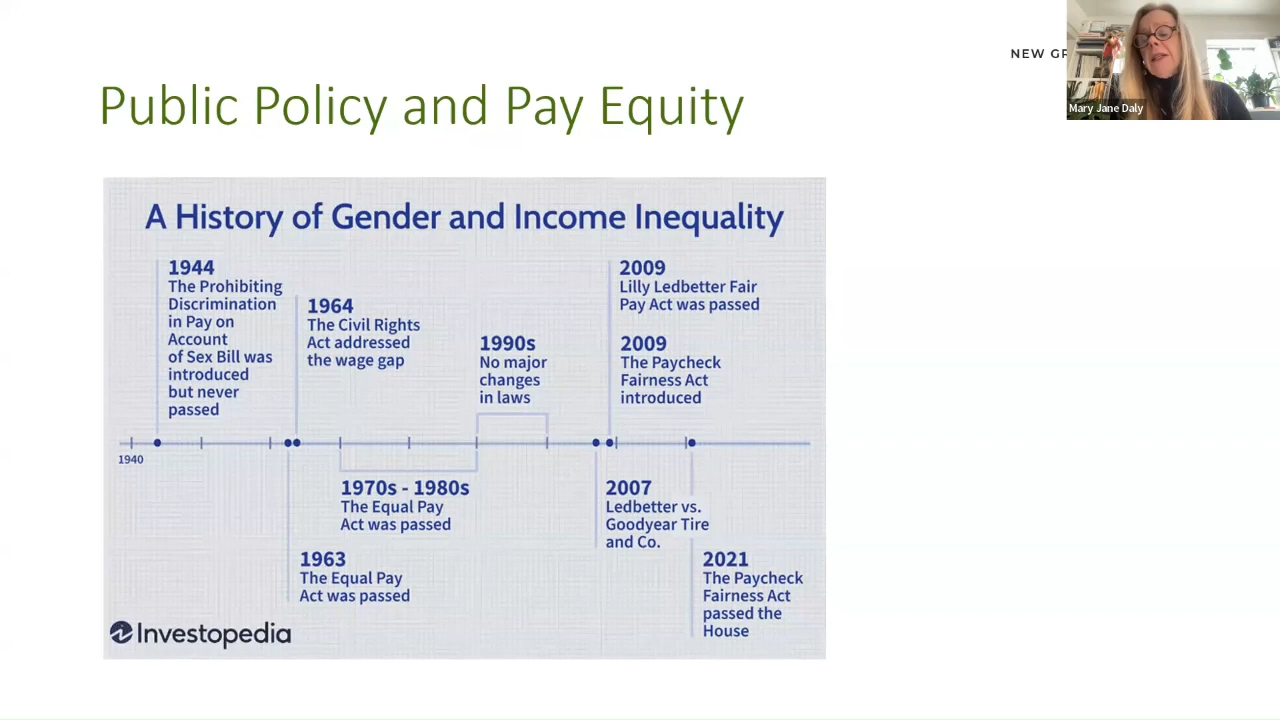 NEW GR
Mary Jane Daly
Public Policy and Pay Equity
A History of Gender and Income Inequality
1944
The Prohibiting
Discrimination
in Pay on
Account
of Sex Bill was
introduced
but never
passed
1964
The Civil Rights
Act addressed
the wage gap
1990s
No major
changes
in laws
2009
Lilly Ledbetter Fair
Pay Act was passed
2009
The Paycheck
Fairness Act
introduced
1940
1970s - 1980s
The Equal Pay
Act was passed
1963
The Equal Pay
Act was passed
2007
Ledbetter vs.
Goodyear Tire
and Co.
2021
The Paycheck
Fairness Act
passed the
House
Investopedia